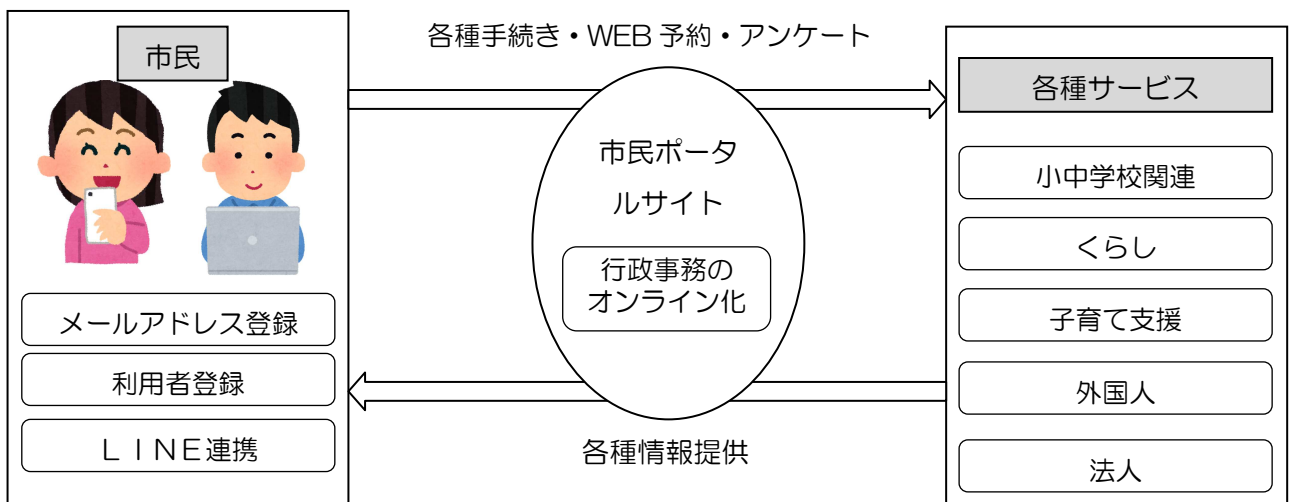 各種手続き・WEB 予約・アンケート
市民
メールアドレス登録
利用者登録
ＬＩＮＥ連携
市民ポータ
ルサイト
行政事務の
オンライン化
各種情報提供
各種サービス
小中学校関連
くらし
子育て支援
外国人
法人